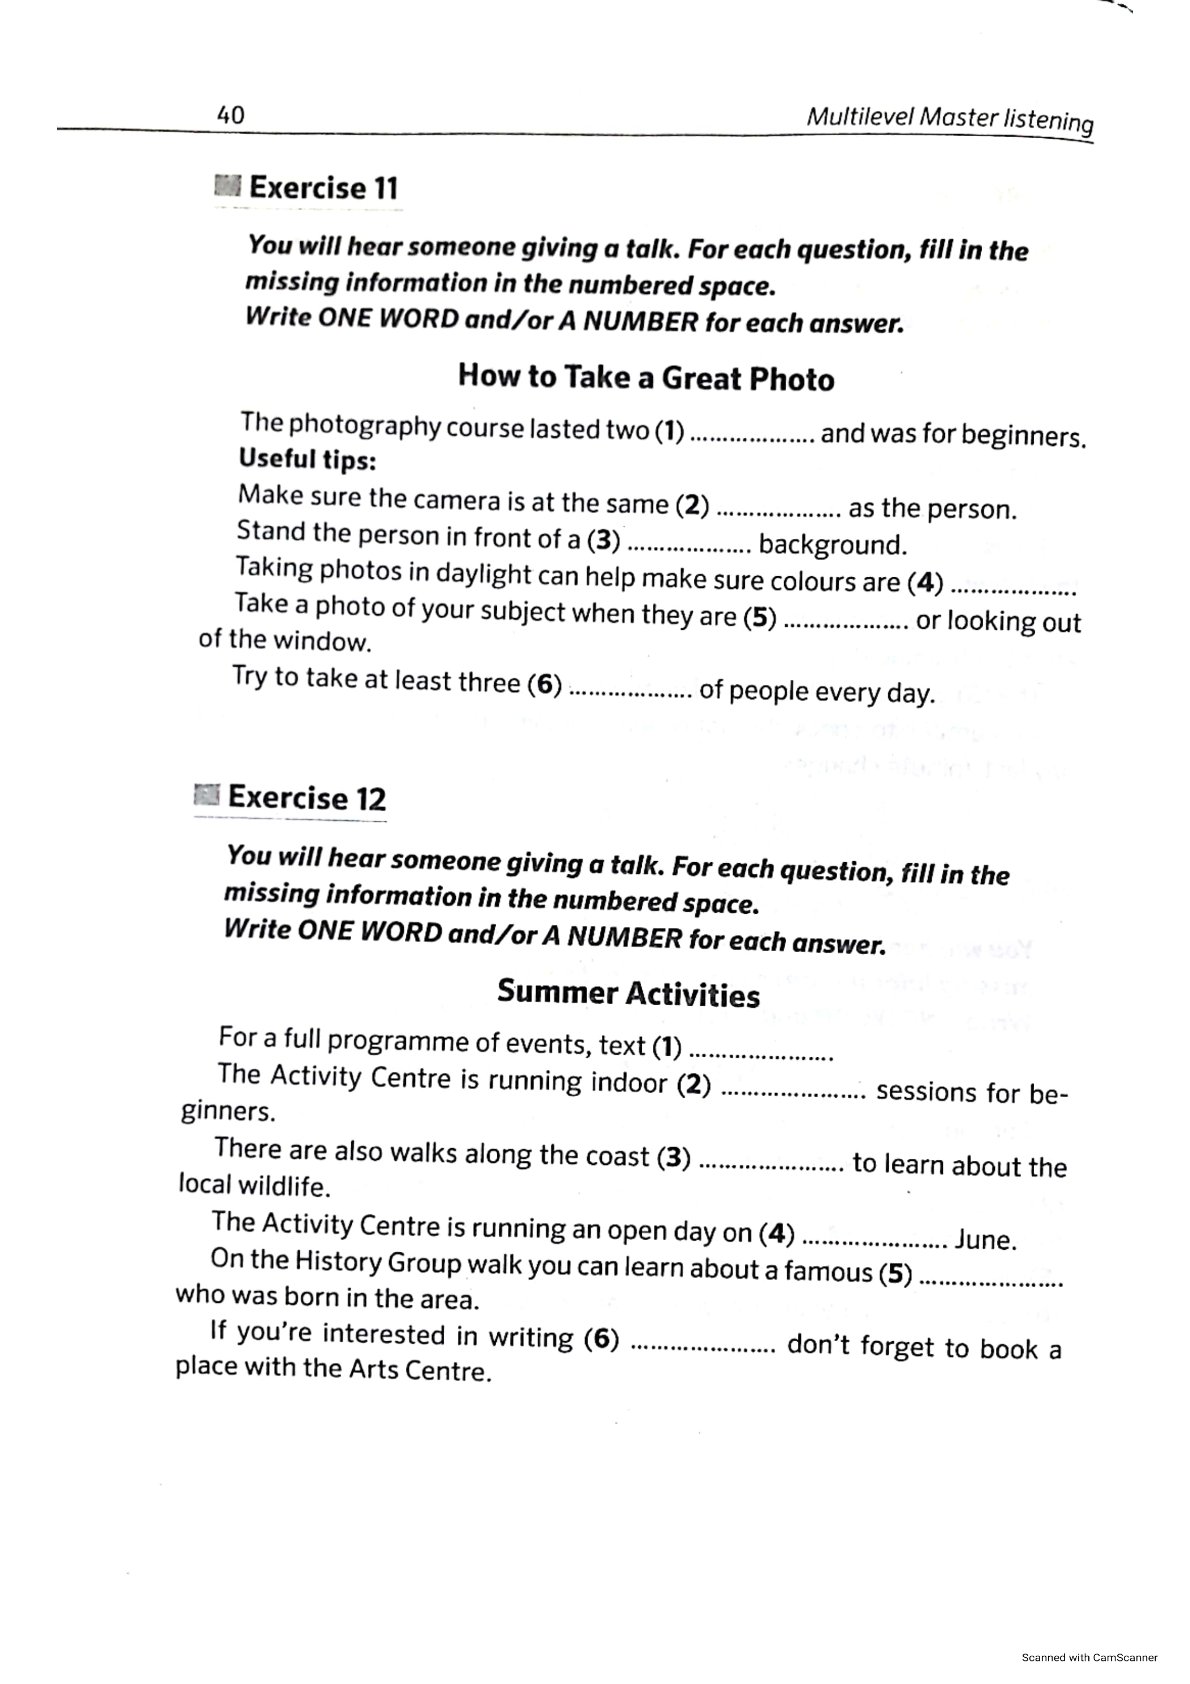 40
Multilevel Master listening
Exercise 11
You will hear someone giving a talk. For each question, fill in the
missing information in the numbered space.
Write ONE WORD and/or A NUMBER for each answer.
How to Take a Great Photo
The photography course lasted two (1) ................... and was for beginners.
Useful tips:
Make sure the camera is at the same (2) ................... as the person.
Stand the person in front of a (3) ................... background.
Taking photos in daylight can help make sure colours are (4) ...................
Take a photo of your subject when they are (5) ................... or looking out
of the window.
Try to take at least three (6) ................... of people every day.
Exercise 12
You will hear someone giving a talk. For each question, fill in the
missing information in the numbered space.
Write ONE WORD and/or A NUMBER for each answer.
Summer Activities
For a full programme of events, text (1) ......................
The Activity Centre is running indoor (2) ...................... sessions for be-
ginners.
There are also walks along the coast (3) ...................... to learn about the
local wildlife.
The Activity Centre is running an open day on (4) ...................... June.
On the History Group walk you can learn about a famous (5) ......................
who was born in the area.
If you're interested in writing (6) ...................... don't forget to book a
place with the Arts Centre.
Scanned with CamScanner